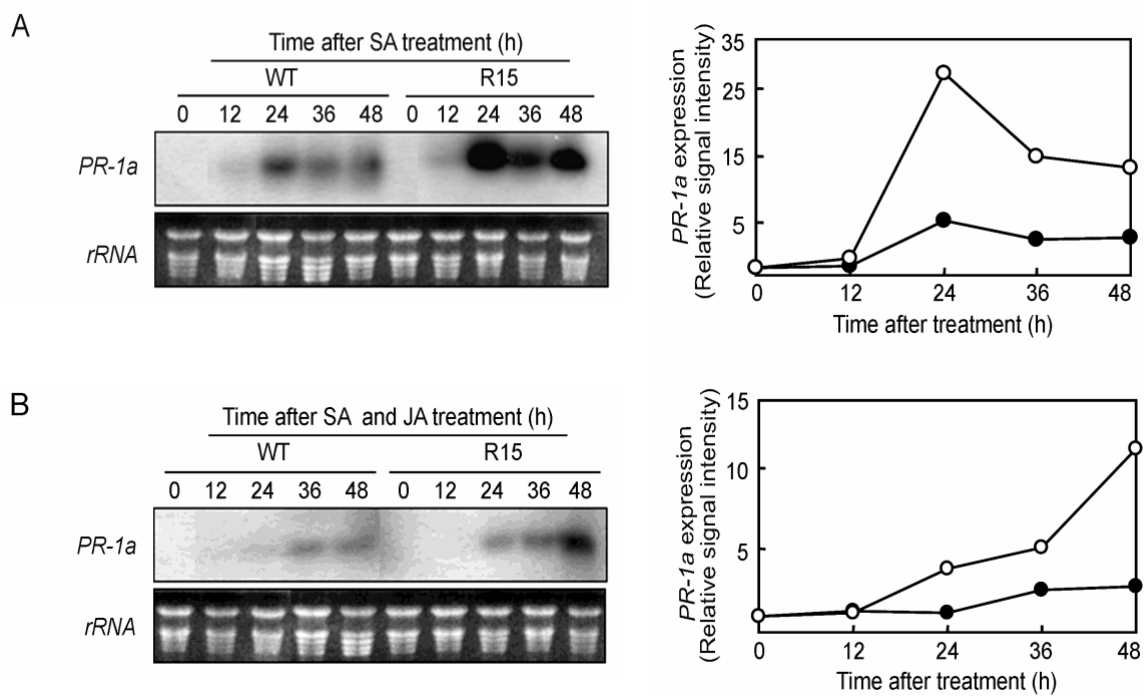 A
Time after SA treatment (h)
WT R15
0 12 24 36 48 0 12 24 36 48
PR-1a
rRNA
PR-1a expression
(Relative signal intensity)
35
25
15
5
0 12 24 36 48
Time after treatment (h)
B
Time after SA and JA treatment (h)
WT R15
0 12 24 36 48 0 12 24 36 48
PR-1a
rRNA
PR-1a expression
(Relative signal intensity)
15
10
5
0 12 24 36 48
Time after treatment (h)